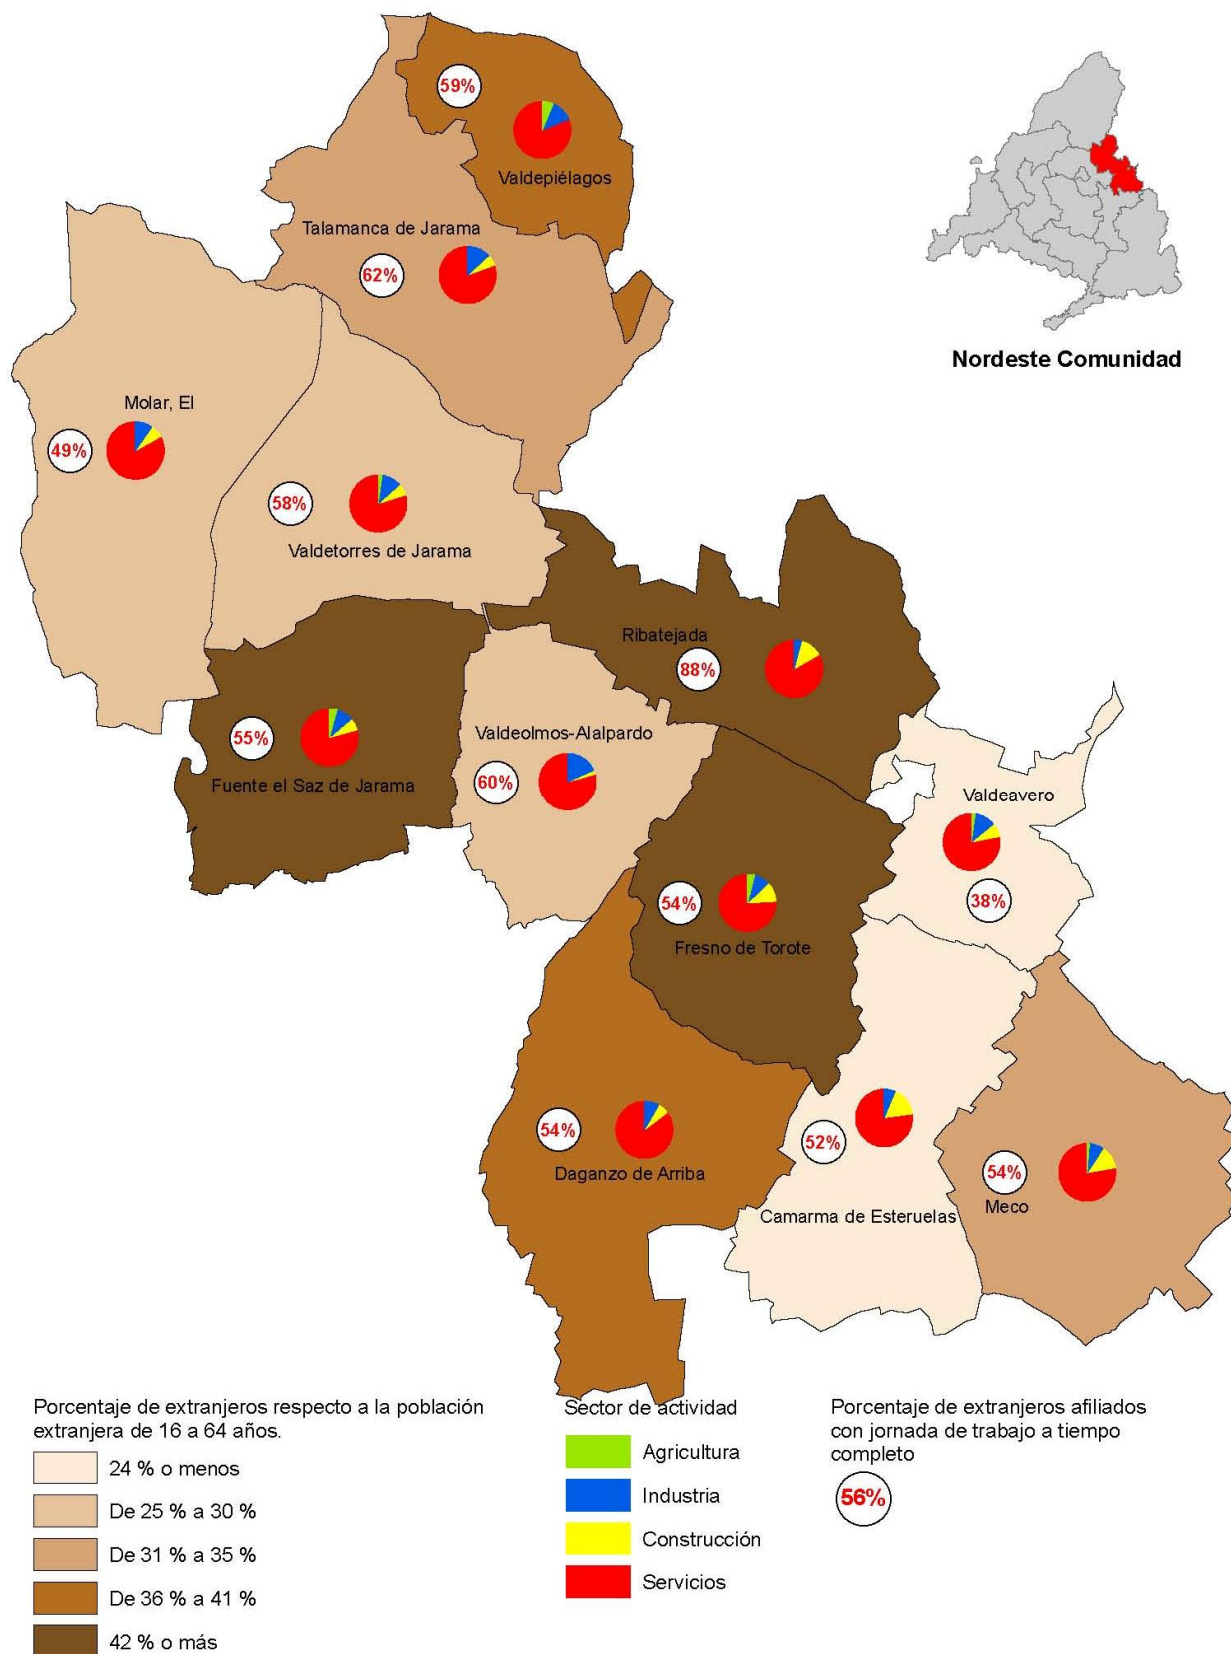 59%
Valdepiélagos
Talamanca de Jarama
62%
Nordeste Comunidad
Molar, El
49%
58%
Valdetorres de Jarama
Ribatejada
88%
55%
Fuente el Saz de Jarama
Valdeolmos-Alalpardo
60%
Valdeavero
38%
54%
Fresno de Torote
54%
Daganzo de Arriba
52%
Camarma de Esteruelas
54%
Meco
Porcentaje de extranjeros respecto a la población
extranjera de 16 a 64 años.
24 % o menos
De 25 % a 30 %
De 31 % a 35 %
De 36 % a 41 %
42 % o más
Sector de actividad
Agricultura
Industria
Construcción
Servicios
Porcentaje de extranjeros afiliados
con jornada de trabajo a tiempo
completo
56%